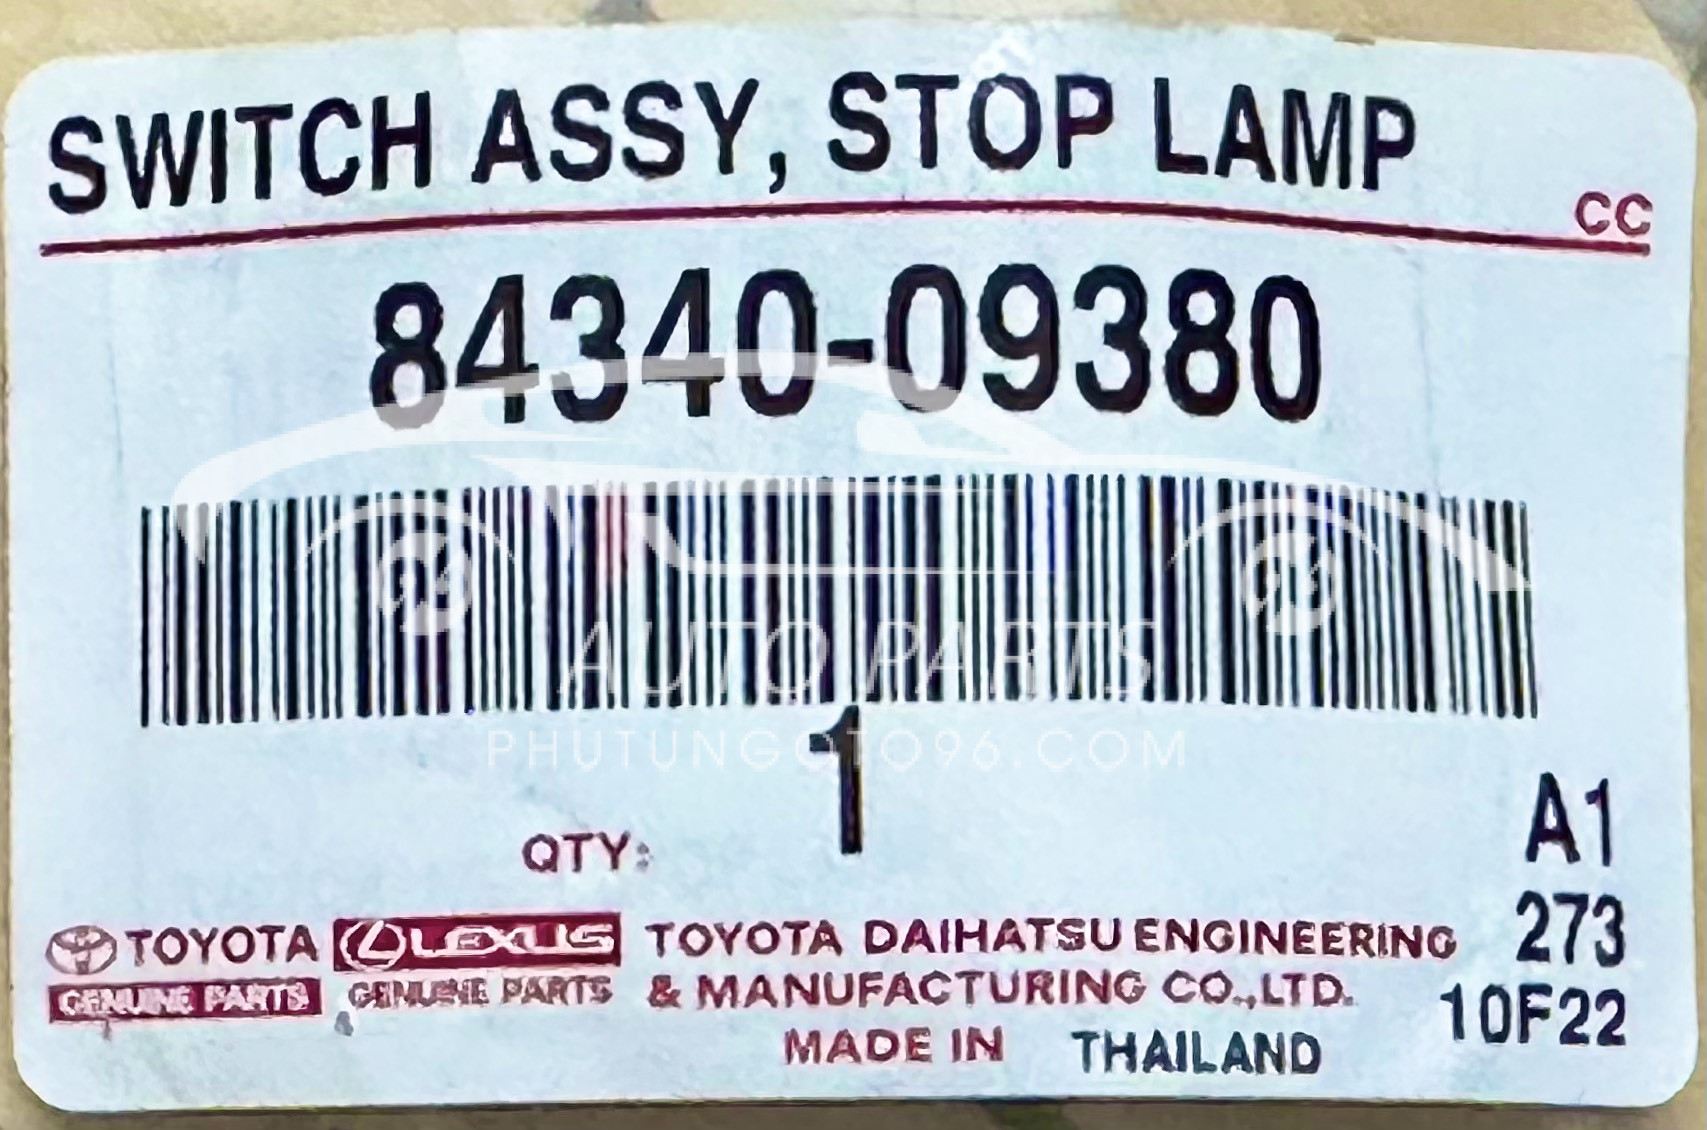 SWITCH ASSY, STOP LAMP
CC
84340-09380
AUTO PARTS
PHUTUNGOTO96.COM
QTY: 1
A1
273
10F22
TOYOTA LEXUS TOYOTA DAIHATSU ENGINEERING
GENUINE PARTS GENUINE PARTS & MANUFACTURING CO.,LTD.
MADE IN THAILAND